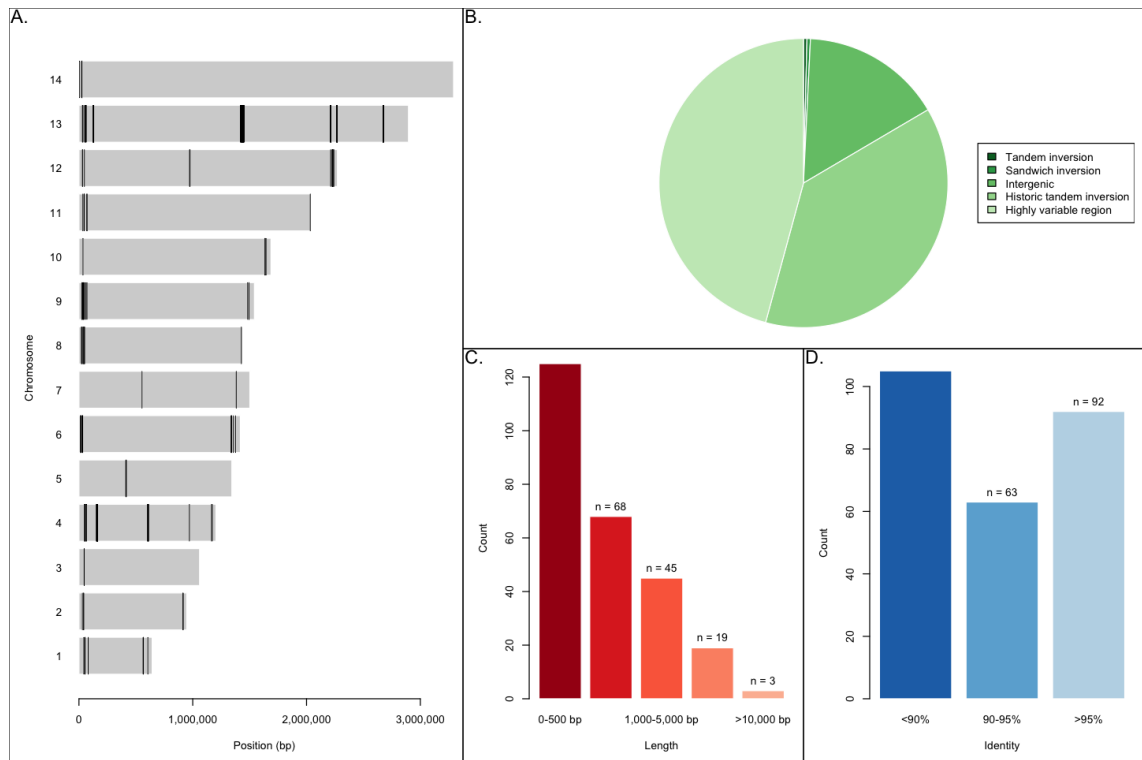 A.
14
13
12
11
10
9
8
7
6
5
4
3
2
1
Chromosome
0
1,000,000
2,000,000
3,000,000
Position (bp)
B.
Tandem inversion
Sandwich inversion
Intergenic
Historic tandem inversion
Highly variable region
C.
120
100
80
60
40
20
0
Count
n = 68
n = 45
n = 19
n = 3
0-500 bp
1,000-5,000 bp
>10,000 bp
Length
D.
100
80
60
40
20
0
Count
n = 63
n = 92
<90%
90-95%
>95%
Identity